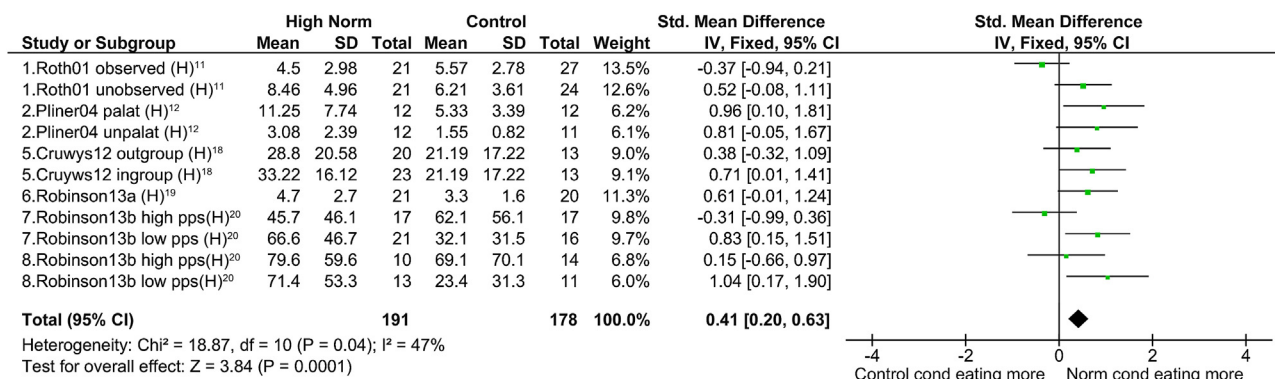 High Norm Control Std. Mean Difference Std. Mean Difference
Study or Subgroup Mean SD Total Mean SD Total Weight IV, Fixed, 95% CI IV, Fixed, 95% CI
1.Roth01 observed (H)¹¹ 4.5 2.98 21 5.57 2.78 27 13.5% -0.37 [-0.94, 0.21]
1.Roth01 unobserved (H)¹¹ 8.46 4.96 21 6.21 3.61 24 12.6% 0.52 [-0.08, 1.11]
2.Pliner04 palat (H)¹² 11.25 7.74 12 5.33 3.39 12 6.2% 0.96 [0.10, 1.81]
2.Pliner04 unpalat (H)¹² 3.08 2.39 12 1.55 0.82 11 6.1% 0.81 [-0.05, 1.67]
5.Cruwys12 outgroup (H)¹⁸ 28.8 20.58 20 21.19 17.22 13 9.0% 0.38 [-0.32, 1.09]
5.Cruyws12 ingroup (H)¹⁸ 33.22 16.12 23 21.19 17.22 13 9.1% 0.71 [0.01, 1.41]
6.Robinson13a (H)¹⁹ 4.7 2.7 21 3.3 1.6 20 11.3% 0.61 [-0.01, 1.24]
7.Robinson13b high pps(H)²⁰ 45.7 46.1 17 62.1 56.1 17 9.8% -0.31 [-0.99, 0.36]
7.Robinson13b low pps (H)²⁰ 66.6 46.7 21 32.1 31.5 16 9.7% 0.83 [0.15, 1.51]
8.Robinson13b high pps(H)²⁰ 79.6 59.6 10 69.1 70.1 14 6.8% 0.15 [-0.66, 0.97]
8.Robinson13b low pps(H)²⁰ 71.4 53.3 13 23.4 31.3 11 6.0% 1.04 [0.17, 1.90]
Total (95% CI) 191 178 100.0% 0.41 [0.20, 0.63]
Heterogeneity: Chi² = 18.87, df = 10 (P = 0.04); I² = 47%
Test for overall effect: Z = 3.84 (P = 0.0001)
-4 -2 0 2 4
Control cond eating more Norm cond eating more